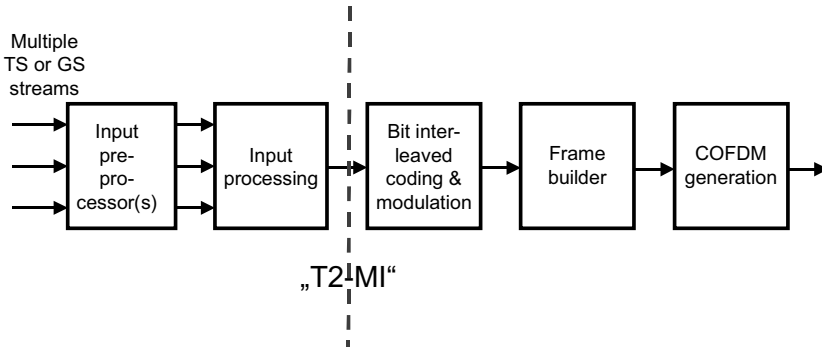 Multiple
TS or GS
streams
Input
pre-
pro-
cessor(s)
Input
processing
Bit inter-
leaved
coding &
modulation
Frame
builder
COFDM
generation
„T2-MI“